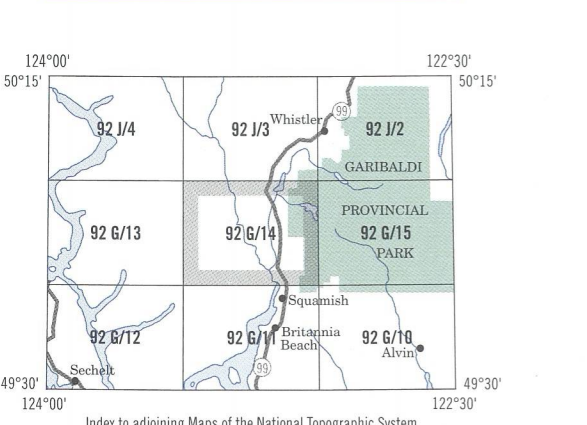 124°00'
122°30'
50°15'
50°15'
92 J/4
92 J/3
Whistler
99
92 J/2
GARIBALDI
92 G/13
92 G/14
PROVINCIAL
92 G/15
PARK
Squamish
92 G/12
92 G/11
Britannia
Beach
92 G/10
Alvin
Sechelt
99
49°30'
49°30'
124°00'
122°30'
Index to adjoining Maps of the National Topographic System